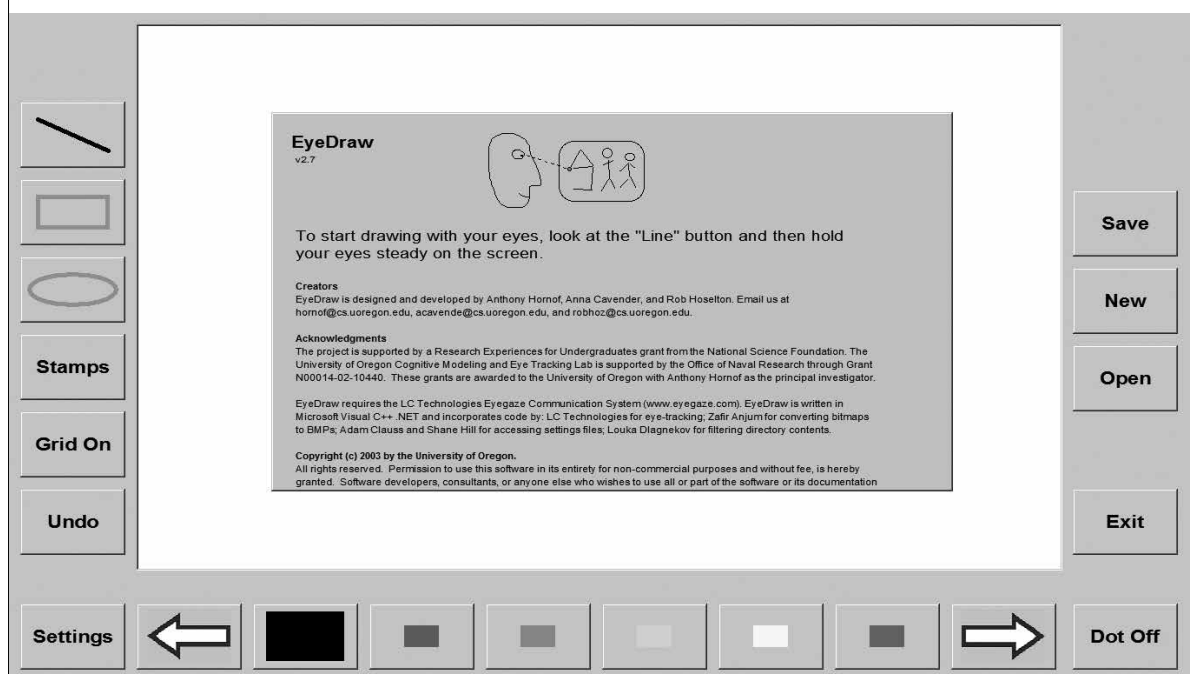 EyeDraw
v2.7
To start drawing with your eyes, look at the "Line" button and then hold
your eyes steady on the screen.
Creators
EyeDraw is designed and developed by Anthony Hornof, Anna Cavender, and Rob Hoselton. Email us at
hornof@cs.uoregon.edu, acavende@cs.uoregon.edu, and robhoz@cs.uoregon.edu.
Acknowledgments
The project is supported by a Research Experiences for Undergraduates grant from the National Science Foundation. The
University of Oregon Cognitive Modeling and Eye Tracking Lab is supported by the Office of Naval Research through Grant
N00014-02-10440. These grants are awarded to the University of Oregon with Anthony Hornof as the principal investigator.
EyeDraw requires the LC Technologies Eyegaze Communication System (www.eyegaze.com). EyeDraw is written in
Microsoft Visual C++ .NET and incorporates code by: LC Technologies for eye-tracking; Zafir Anjum for converting bitmaps
to BMPs; Adam Clauss and Shane Hill for accessing settings files; Louka Dlagnekov for filtering directory contents.
Copyright (c) 2003 by the University of Oregon.
All rights reserved. Permission to use this software in its entirety for non-commercial purposes and without fee, is hereby
granted. Software developers, consultants, or anyone else who wishes to use all or part of the software or its documentation
Stamps
Grid On
Undo
Settings
Save
New
Open
Exit
Dot Off